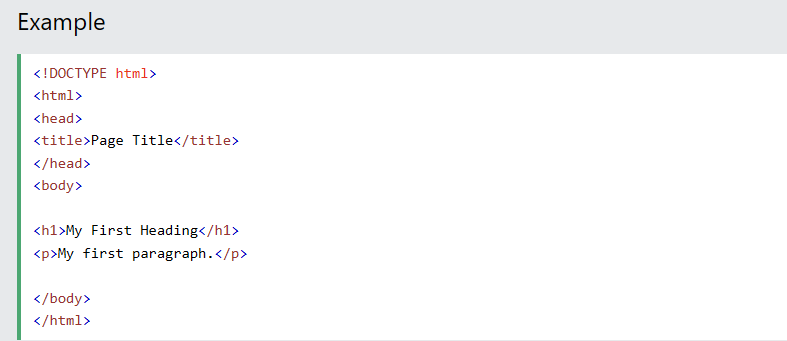 Example
<!DOCTYPE html>
<html>
<head>
<title>Page Title</title>
</head>
<body>
<h1>My First Heading</h1>
<p>My first paragraph.</p>
</body>
</html>